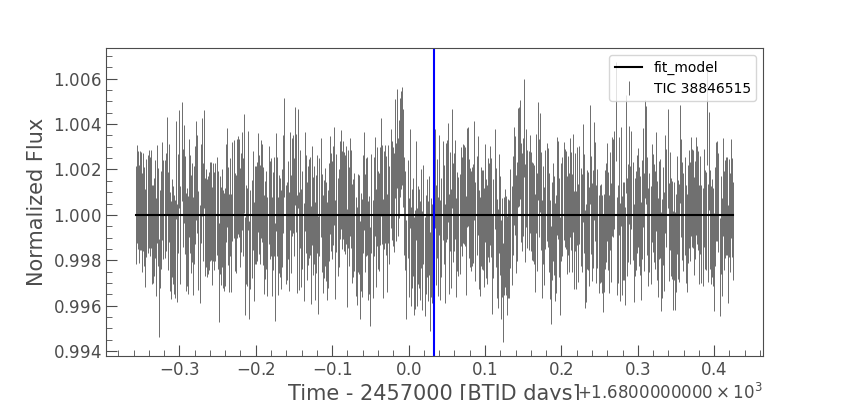 1.006
1.004
1.002
1.000
0.998
0.996
0.994
Normalized Flux
fit_model
TIC 38846515
−0.3 −0.2 −0.1 0.0 0.1 0.2 0.3 0.4
Time - 2457000 [BTJD days] +1.6800000000 × 10³